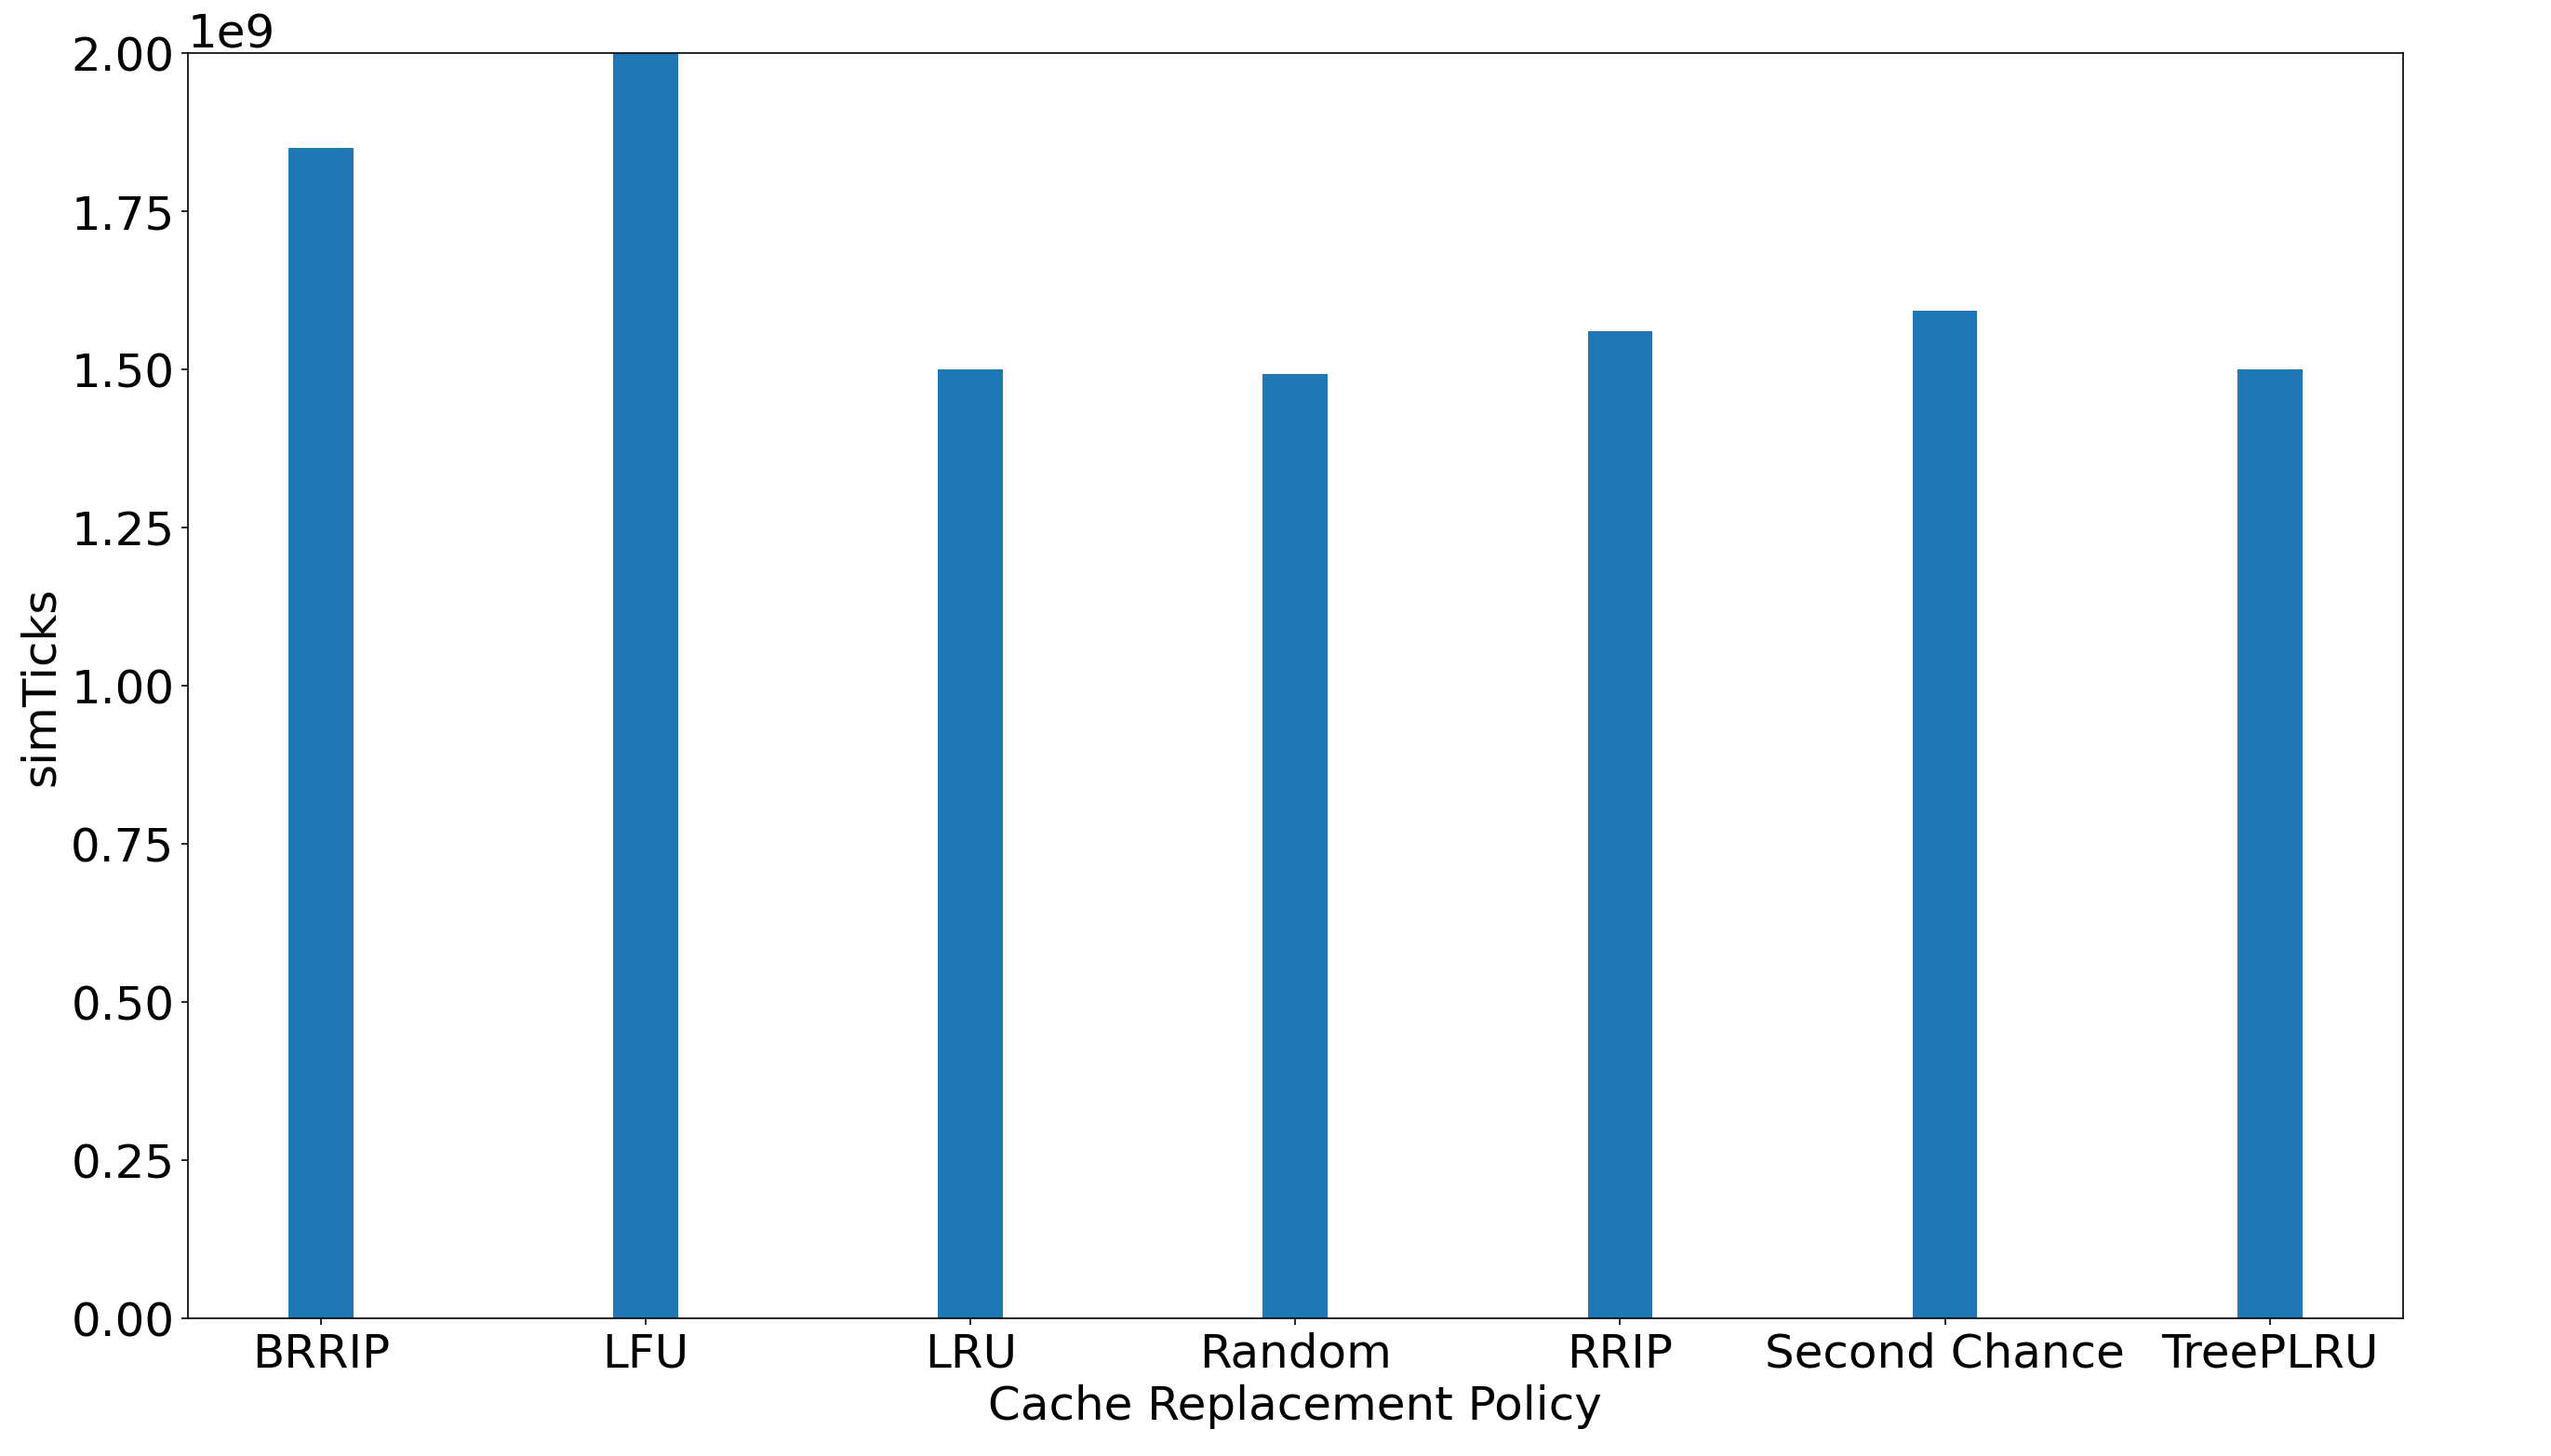 1e9
2.00
1.75
1.50
1.25
1.00
0.75
0.50
0.25
0.00
simTicks
BRRIP LFU LRU Random RRIP Second Chance TreePLRU
Cache Replacement Policy